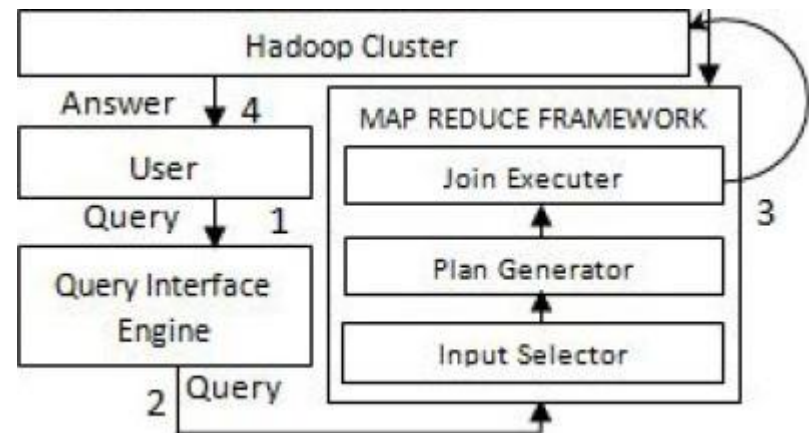 Hadoop Cluster
Answer 4
MAP REDUCE FRAMEWORK
User
Join Executer
Query 1
3
Plan Generator
Query Interface
Engine
Input Selector
2 Query